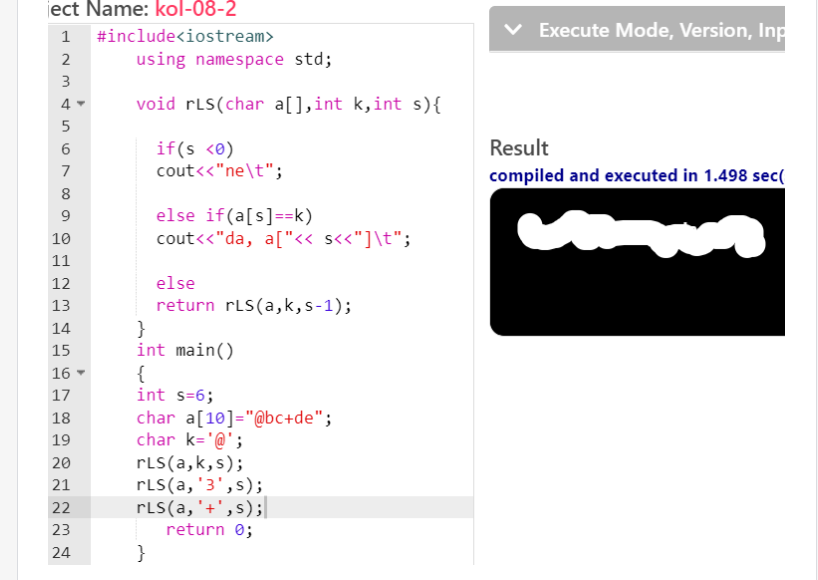 ject Name: kol-08-2
1 #include<iostream>
2 using namespace std;
3
4 void rLS(char a[],int k,int s){
5
6 if(s <0)
7 cout<<"ne\t";
8
9 else if(a[s]==k)
10 cout<<"da, a["<< s<<"]\t";
11
12 else
13 return rLS(a,k,s-1);
14 }
15 int main()
16 {
17 int s=6;
18 char a[10]="@bc+de";
19 char k='@';
20 rLS(a,k,s);
21 rLS(a,'3',s);
22 rLS(a,'+',s);
23 return 0;
24 }
Execute Mode, Version, Inp
Result
compiled and executed in 1.498 sec(